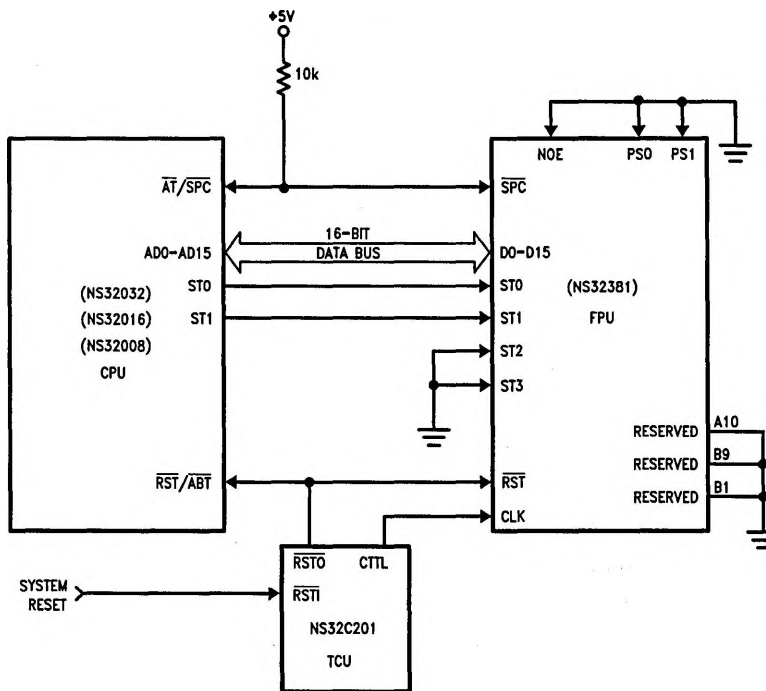 +5V
10k
NOE PS0 PS1
AT/SPC
SPC
16-BIT
AD0-AD15
DATA BUS
D0-D15
ST0
ST0
(NS32032)
(NS32381)
(NS32016)
ST1
ST1
FPU
(NS32008)
CPU
ST2
ST3
A10
RESERVED
B9
RESERVED
B1
RESERVED
RST/ABT
RST
CLK
RSTO CTTL
SYSTEM
RESET
RSTI
NS32C201
TCU